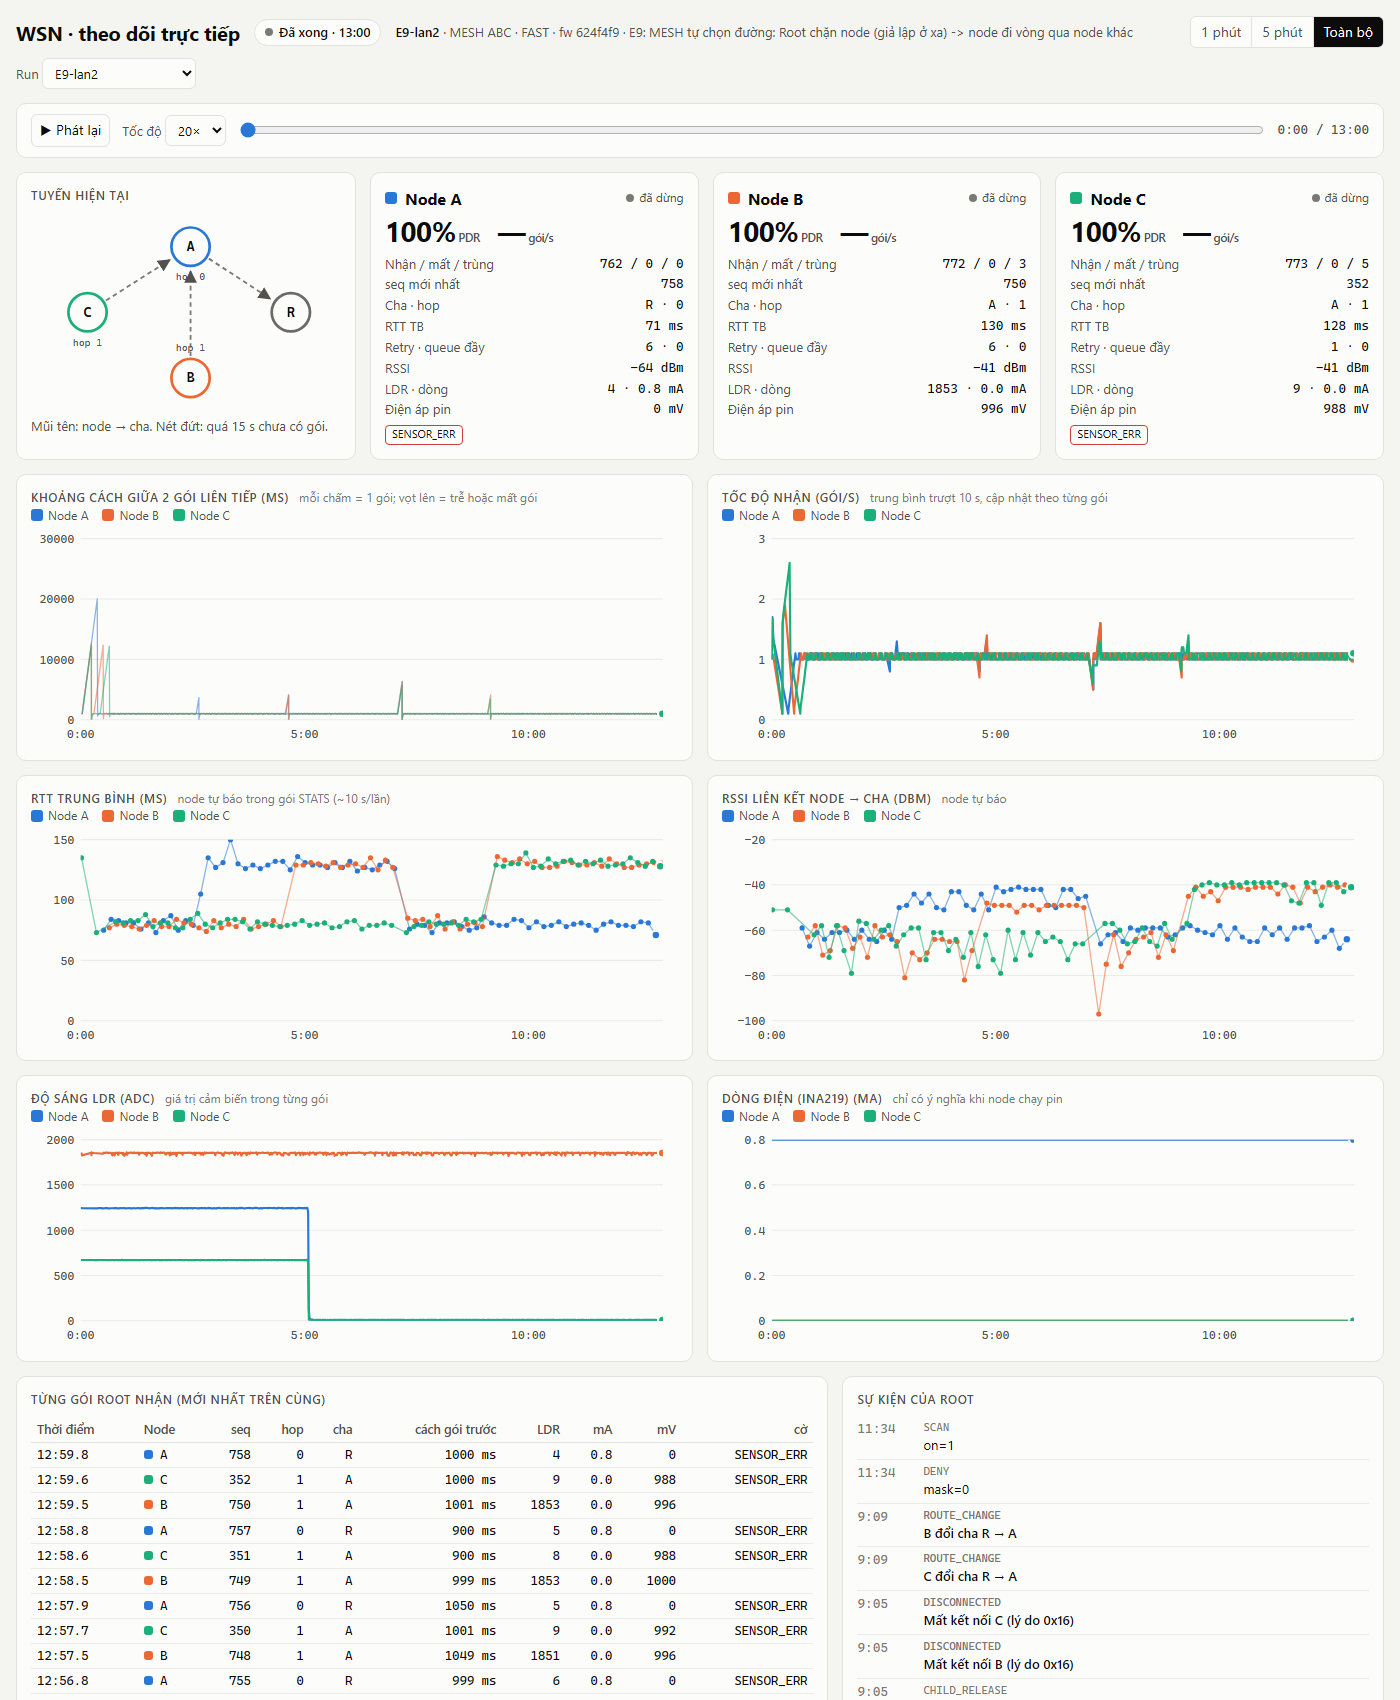 WSN · theo dõi trực tiếp
Đã xong · 13:00
E9-lan2 · MESH ABC · FAST · fw 624f4f9 · E9: MESH tự chọn đường: Root chặn node (giả lập ở xa) -> node đi vòng qua node khác
1 phút
5 phút
Toàn bộ
Run
E9-lan2
▶ Phát lại
Tốc độ
20×
0:00 / 13:00
TUYẾN HIỆN TẠI
A
hop 0
C
hop 1
R
hop 1
B
Mũi tên: node → cha. Nét đứt: quá 15 s chưa có gói.
Node A
đã dừng
100% PDR
— gói/s
Nhận / mất / trùng 762 / 0 / 0
seq mới nhất 758
Cha · hop R · 0
RTT TB 71 ms
Retry · queue đầy 6 · 0
RSSI −64 dBm
LDR · dòng 4 · 0.8 mA
Điện áp pin 0 mV
SENSOR_ERR
Node B
đã dừng
100% PDR
— gói/s
Nhận / mất / trùng 772 / 0 / 3
seq mới nhất 750
Cha · hop A · 1
RTT TB 130 ms
Retry · queue đầy 6 · 0
RSSI −41 dBm
LDR · dòng 1853 · 0.0 mA
Điện áp pin 996 mV
Node C
đã dừng
100% PDR
— gói/s
Nhận / mất / trùng 773 / 0 / 5
seq mới nhất 352
Cha · hop A · 1
RTT TB 128 ms
Retry · queue đầy 1 · 0
RSSI −41 dBm
LDR · dòng 9 · 0.0 mA
Điện áp pin 988 mV
SENSOR_ERR
KHOẢNG CÁCH GIỮA 2 GÓI LIÊN TIẾP (MS) mỗi chấm = 1 gói; vọt lên = trễ hoặc mất gói
Node A Node B Node C
30000
20000
10000
0
0:00 5:00 10:00
TỐC ĐỘ NHẬN (GÓI/S) trung bình trượt 10 s, cập nhật theo từng gói
Node A Node B Node C
3
2
1
0
0:00 5:00 10:00
RTT TRUNG BÌNH (MS) node tự báo trong gói STATS (~10 s/lần)
Node A Node B Node C
150
100
50
0
0:00 5:00 10:00
RSSI LIÊN KẾT NODE → CHA (DBM) node tự báo
Node A Node B Node C
−20
−40
−60
−80
−100
0:00 5:00 10:00
ĐỘ SÁNG LDR (ADC) giá trị cảm biến trong từng gói
Node A Node B Node C
2000
1500
1000
500
0
0:00 5:00 10:00
DÒNG ĐIỆN (INA219) (MA) chỉ có ý nghĩa khi node chạy pin
Node A Node B Node C
0.8
0.6
0.4
0.2
0
0:00 5:00 10:00
TỪNG GÓI ROOT NHẬN (MỚI NHẤT TRÊN CÙNG)
Thời điểm Node seq hop cha cách gói trước LDR mA mV cờ
12:59.8 A 758 0 R 1000 ms 4 0.8 0 SENSOR_ERR
12:59.6 C 352 1 A 1000 ms 9 0.0 988 SENSOR_ERR
12:59.5 B 750 1 A 1001 ms 1853 0.0 996
12:58.8 A 757 0 R 900 ms 5 0.8 0 SENSOR_ERR
12:58.6 C 351 1 A 900 ms 8 0.0 988 SENSOR_ERR
12:58.5 B 749 1 A 999 ms 1853 0.0 1000
12:57.9 A 756 0 R 1050 ms 5 0.8 0 SENSOR_ERR
12:57.7 C 350 1 A 1001 ms 9 0.0 992 SENSOR_ERR
12:57.5 B 748 1 A 1049 ms 1851 0.0 996
12:56.8 A 755 0 R 999 ms 6 0.8 0 SENSOR_ERR
SỰ KIỆN CỦA ROOT
11:34 SCAN
on=1
11:34 DENY
mask=0
9:09 ROUTE_CHANGE
B đổi cha R → A
9:09 ROUTE_CHANGE
C đổi cha R → A
9:05 DISCONNECTED
Mất kết nối C (lý do 0x16)
9:05 DISCONNECTED
Mất kết nối B (lý do 0x16)
9:05 CHILD_RELEASE